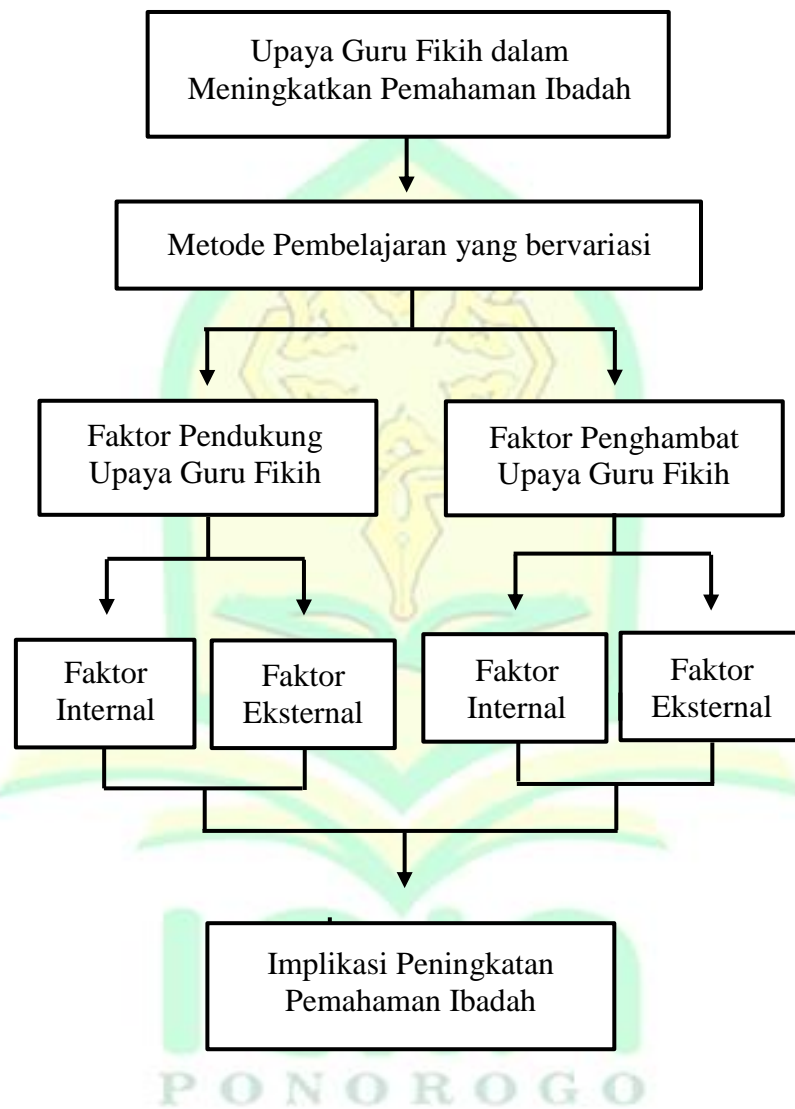 Upaya Guru Fikih dalam
Meningkatkan Pemahaman Ibadah
Metode Pembelajaran yang bervariasi
Faktor Pendukung
Upaya Guru Fikih
Faktor Penghambat
Upaya Guru Fikih
Faktor
Internal
Faktor
Eksternal
Faktor
Internal
Faktor
Eksternal
Implikasi Peningkatan
Pemahaman Ibadah
iain
PONOROGO